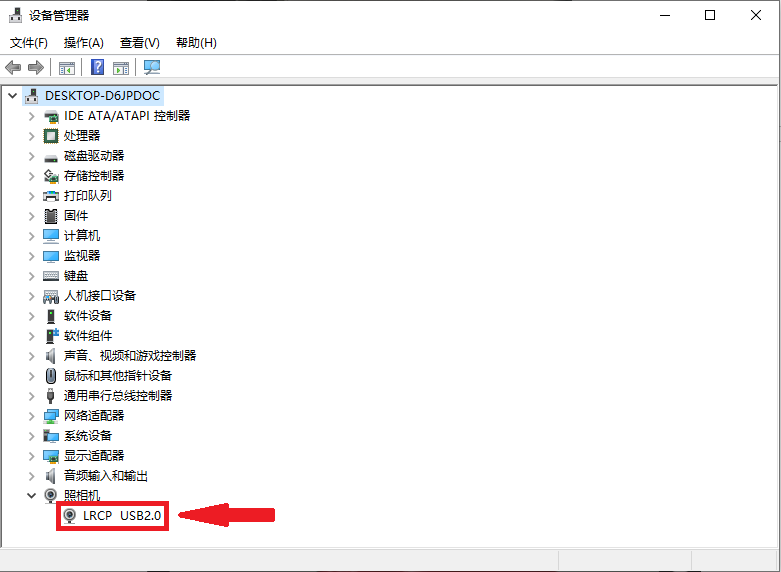 设备管理器
文件(F) 操作(A) 查看(V) 帮助(H)
DESKTOP-D6JPDOC
IDE ATA/ATAPI 控制器
处理器
磁盘驱动器
存储控制器
打印队列
固件
计算机
监视器
键盘
人机接口设备
软件设备
软件组件
声音、视频和游戏控制器
鼠标和其他指针设备
通用串行总线控制器
网络适配器
系统设备
显示适配器
音频输入和输出
照相机
LRCP  USB2.0